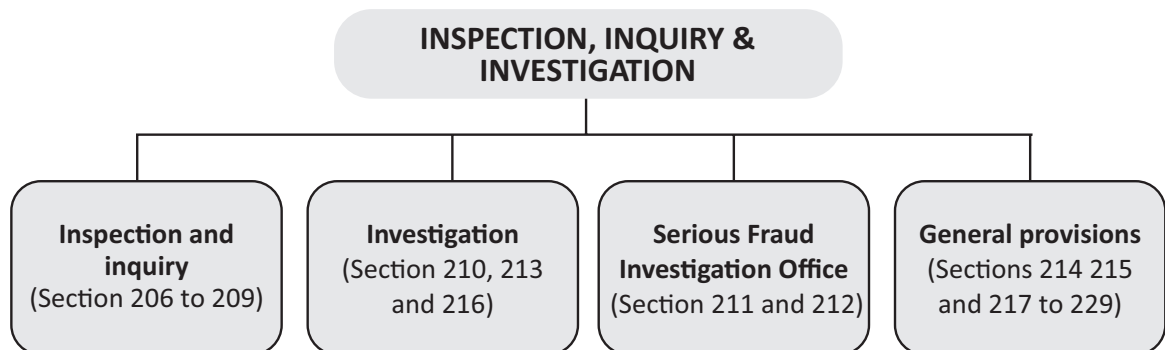 INSPECTION, INQUIRY &
INVESTIGATION
Inspection and
inquiry
(Section 206 to 209)
Investigation
(Section 210, 213
and 216)
Serious Fraud
Investigation Office
(Section 211 and 212)
General provisions
(Sections 214 215
and 217 to 229)